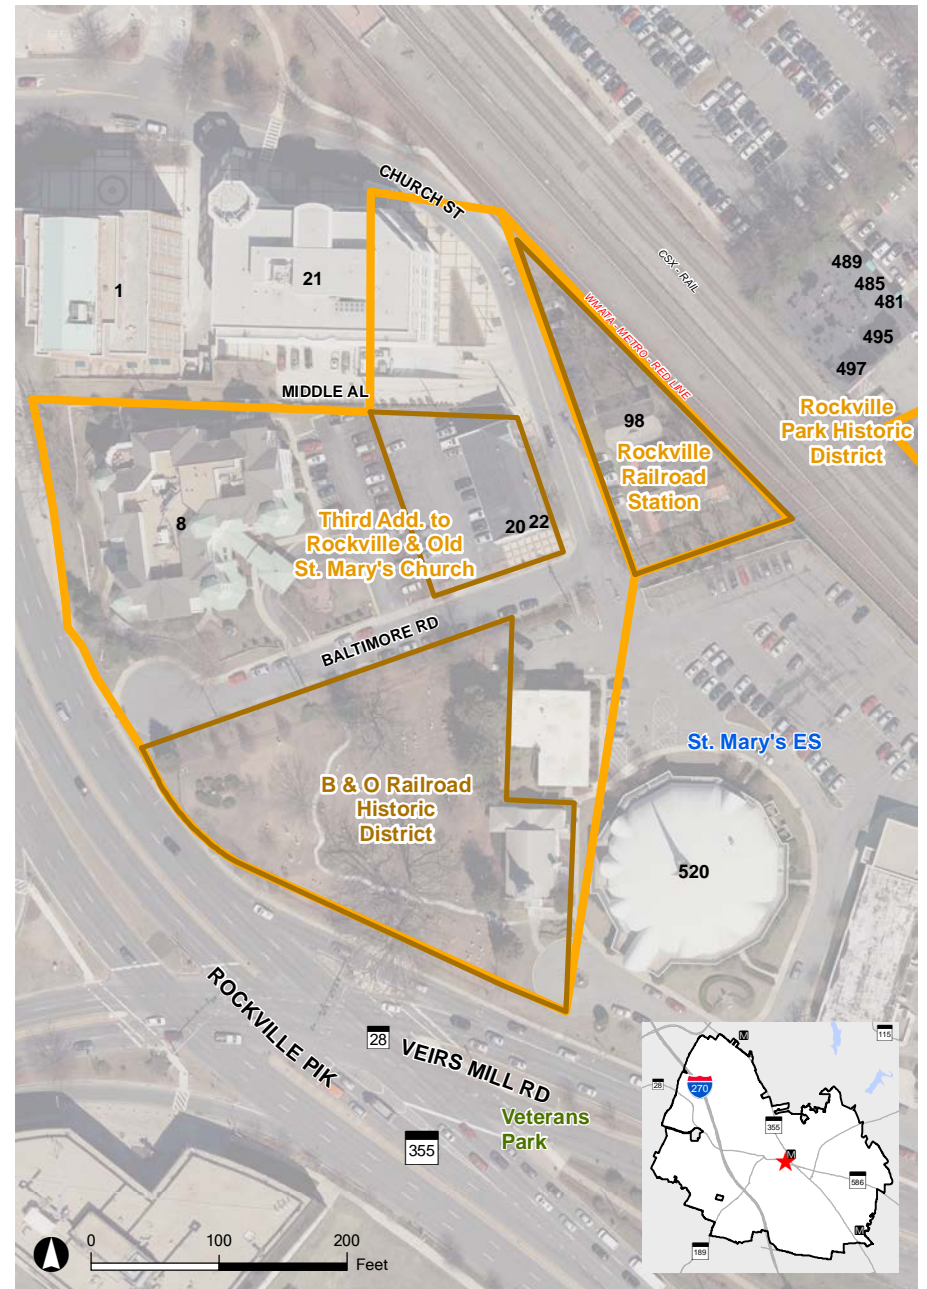 CHURCH ST
CSX - RAIL
489
485
481
1
21
WMATA - METRO - RED LINE
495
497
MIDDLE AL
98
Rockville
Park Historic
District
Rockville
Railroad
Station
8
20 22
Third Add. to
Rockville & Old
St. Mary's Church
BALTIMORE RD
St. Mary's ES
B & O Railroad
Historic
District
520
ROCKVILLE PIK
28
VEIRS MILL RD
Veterans
Park
355
M
115
28
270
355
M
586
M
189
0 100 200
Feet